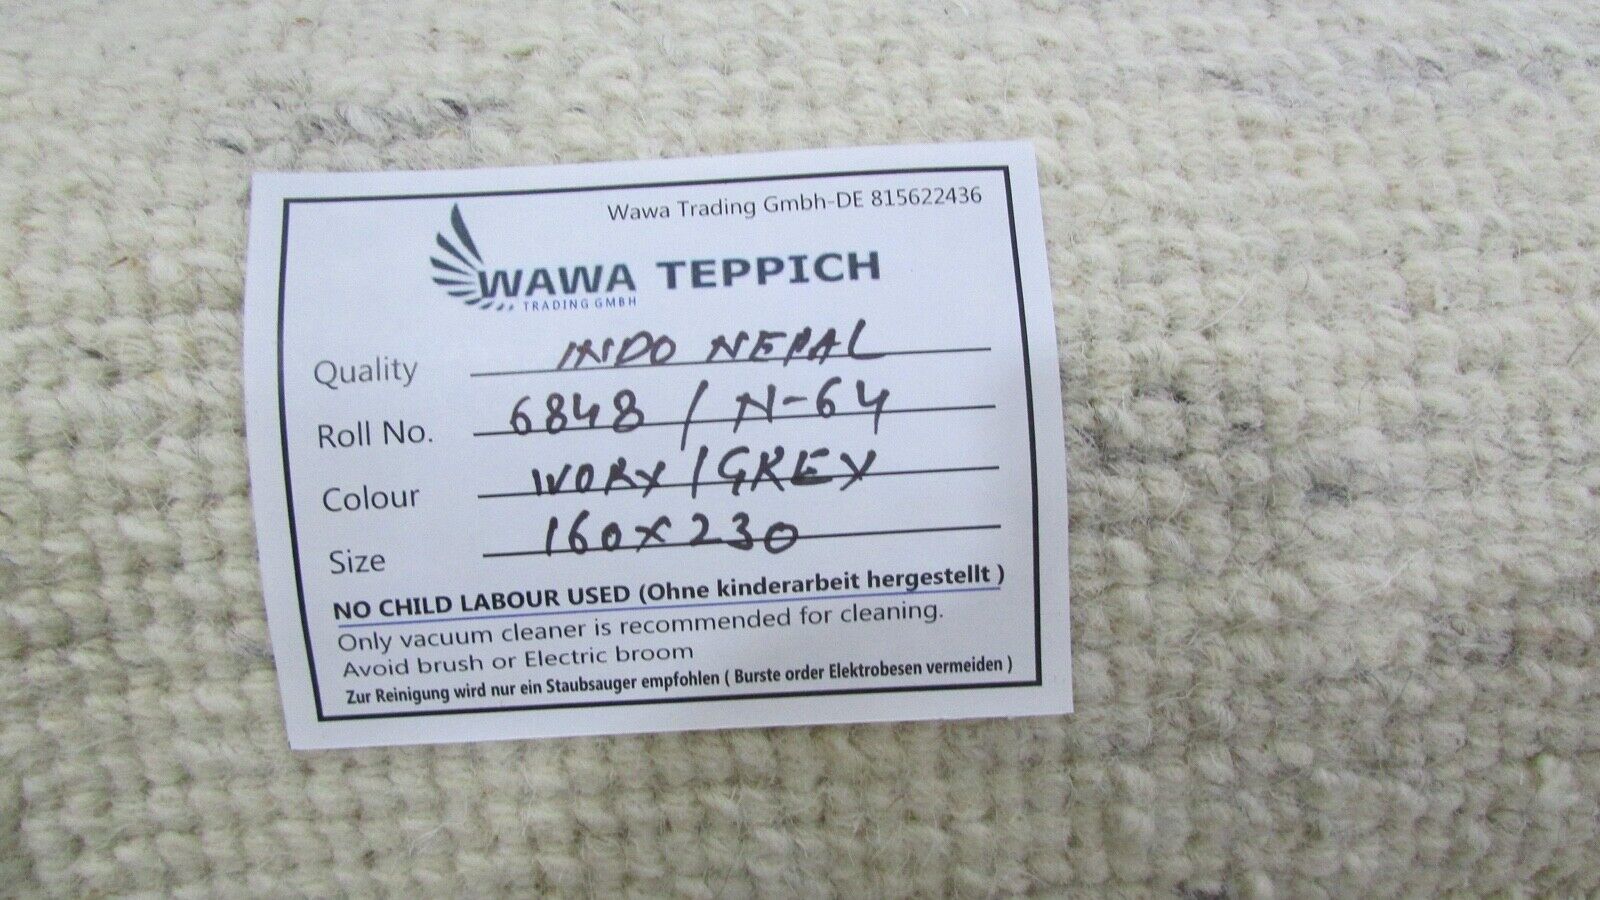 Wawa Trading Gmbh-DE 815622436
WAWA TEPPICH
TRADING GMBH
Quality INDO NEPAL
Roll No. 6848 / N-64
Colour IVORY / GREY
Size 160x230
NO CHILD LABOUR USED (Ohne kinderarbeit hergestellt )
Only vacuum cleaner is recommended for cleaning.
Avoid brush or Electric broom
Zur Reinigung wird nur ein Staubsauger empfohlen ( Burste order Elektrobesen vermeiden )